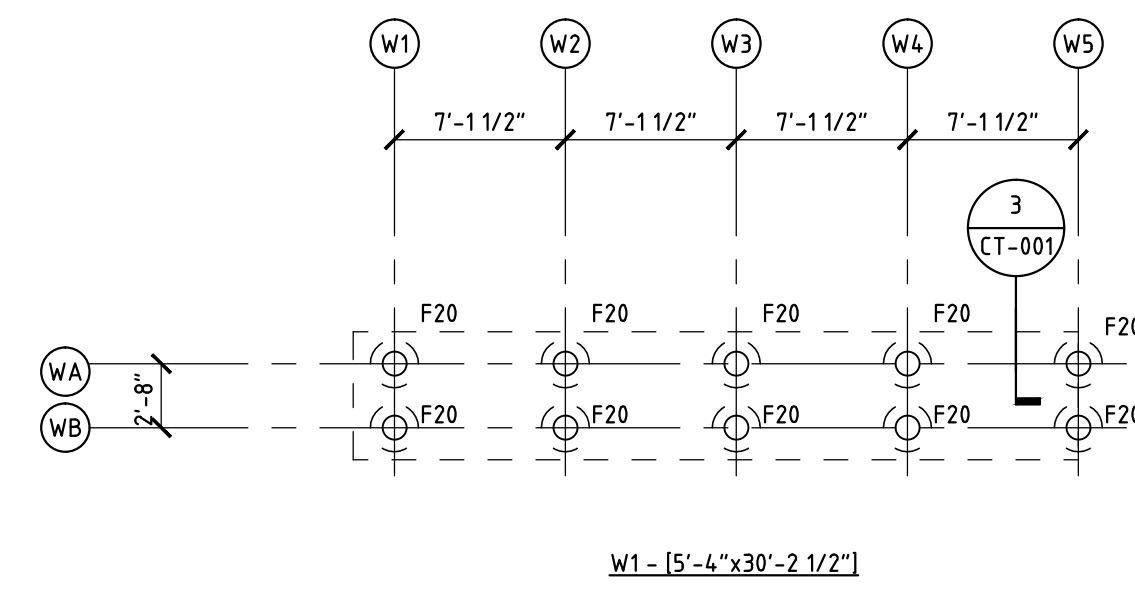 W1 W2 W3 W4 W5
7'-1 1/2" 7'-1 1/2" 7'-1 1/2" 7'-1 1/2"
3
CT-001
F20 F20 F20 F20 F20
WA
2'-8"
WB
F20 F20 F20 F20 F20
W1 - [5'-4"x30'-2 1/2"]